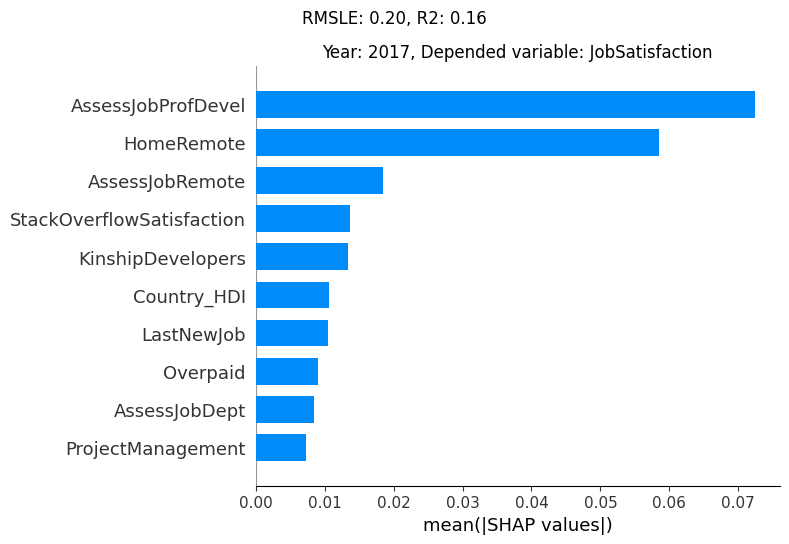 RMSLE: 0.20, R2: 0.16
Year: 2017, Depended variable: JobSatisfaction
AssessJobProfDevel
HomeRemote
AssessJobRemote
StackOverflowSatisfaction
KinshipDevelopers
Country_HDI
LastNewJob
Overpaid
AssessJobDept
ProjectManagement
0.00 0.01 0.02 0.03 0.04 0.05 0.06 0.07
mean(|SHAP values|)